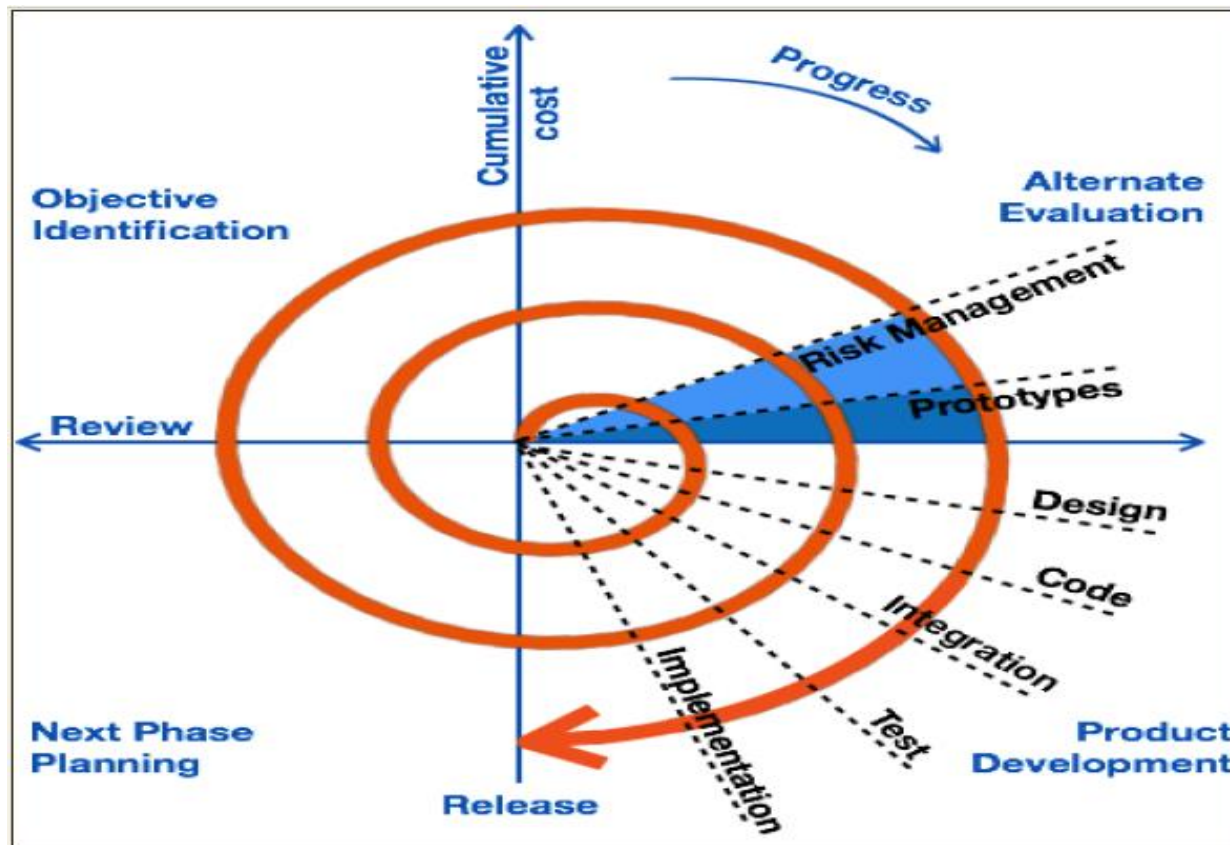 Cumulative
cost
Progress
Objective
Identification
Alternate
Evaluation
Risk Management
Prototypes
Review
Design
Code
Integration
Test
Implementation
Next Phase
Planning
Product
Development
Release